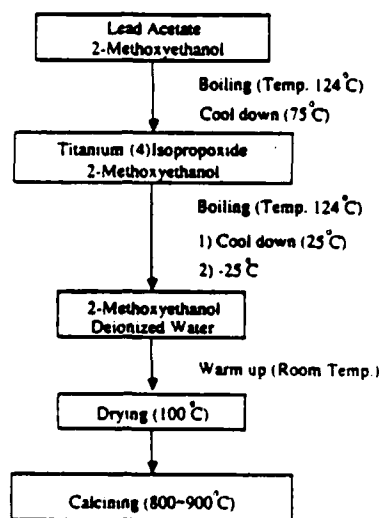 Lead Acetate
2-Methoxyethanol
Boiling (Temp. 124°C)
Cool down (75°C)
Titanium (4)Isopropoxide
2-Methoxyethanol
Boiling (Temp. 124°C)
1) Cool down (25°C)
2) -25°C
2-Methoxyethanol
Deionized Water
Warm up (Room Temp.)
Drying (100°C)
Calcining (800~900°C)